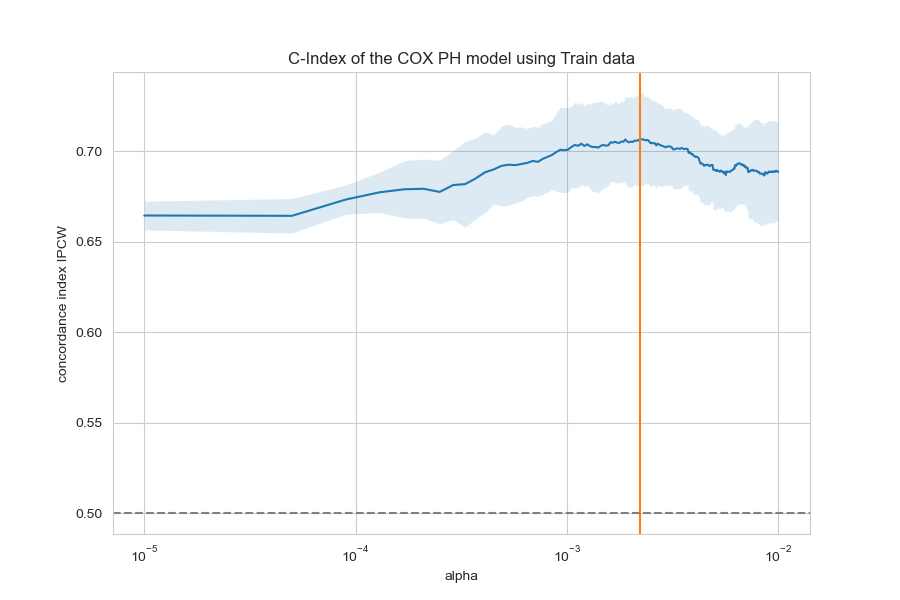 C-Index of the COX PH model using Train data
concordance index IPCW
0.70
0.65
0.60
0.55
0.50
10⁻⁵ 10⁻⁴ 10⁻³ 10⁻²
alpha